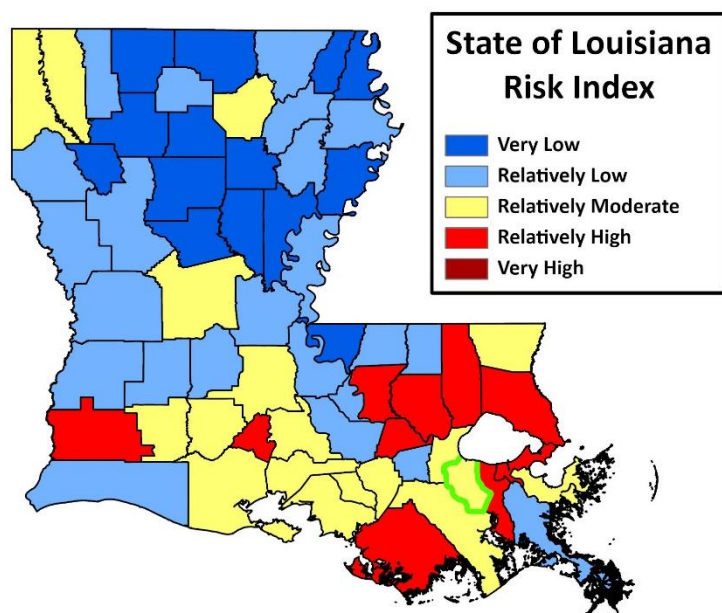 State of Louisiana
Risk Index
Very Low
Relatively Low
Relatively Moderate
Relatively High
Very High